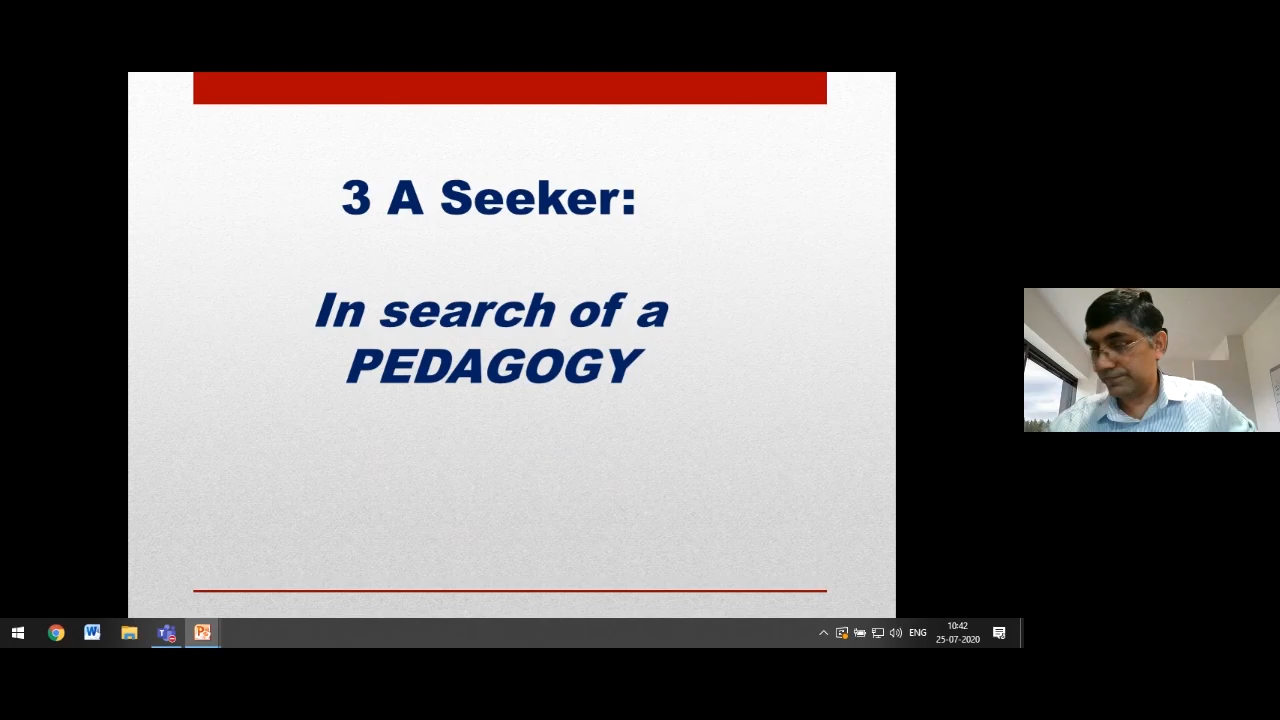 3 A Seeker:
In search of a
PEDAGOGY
ENG
10:42
25-07-2020